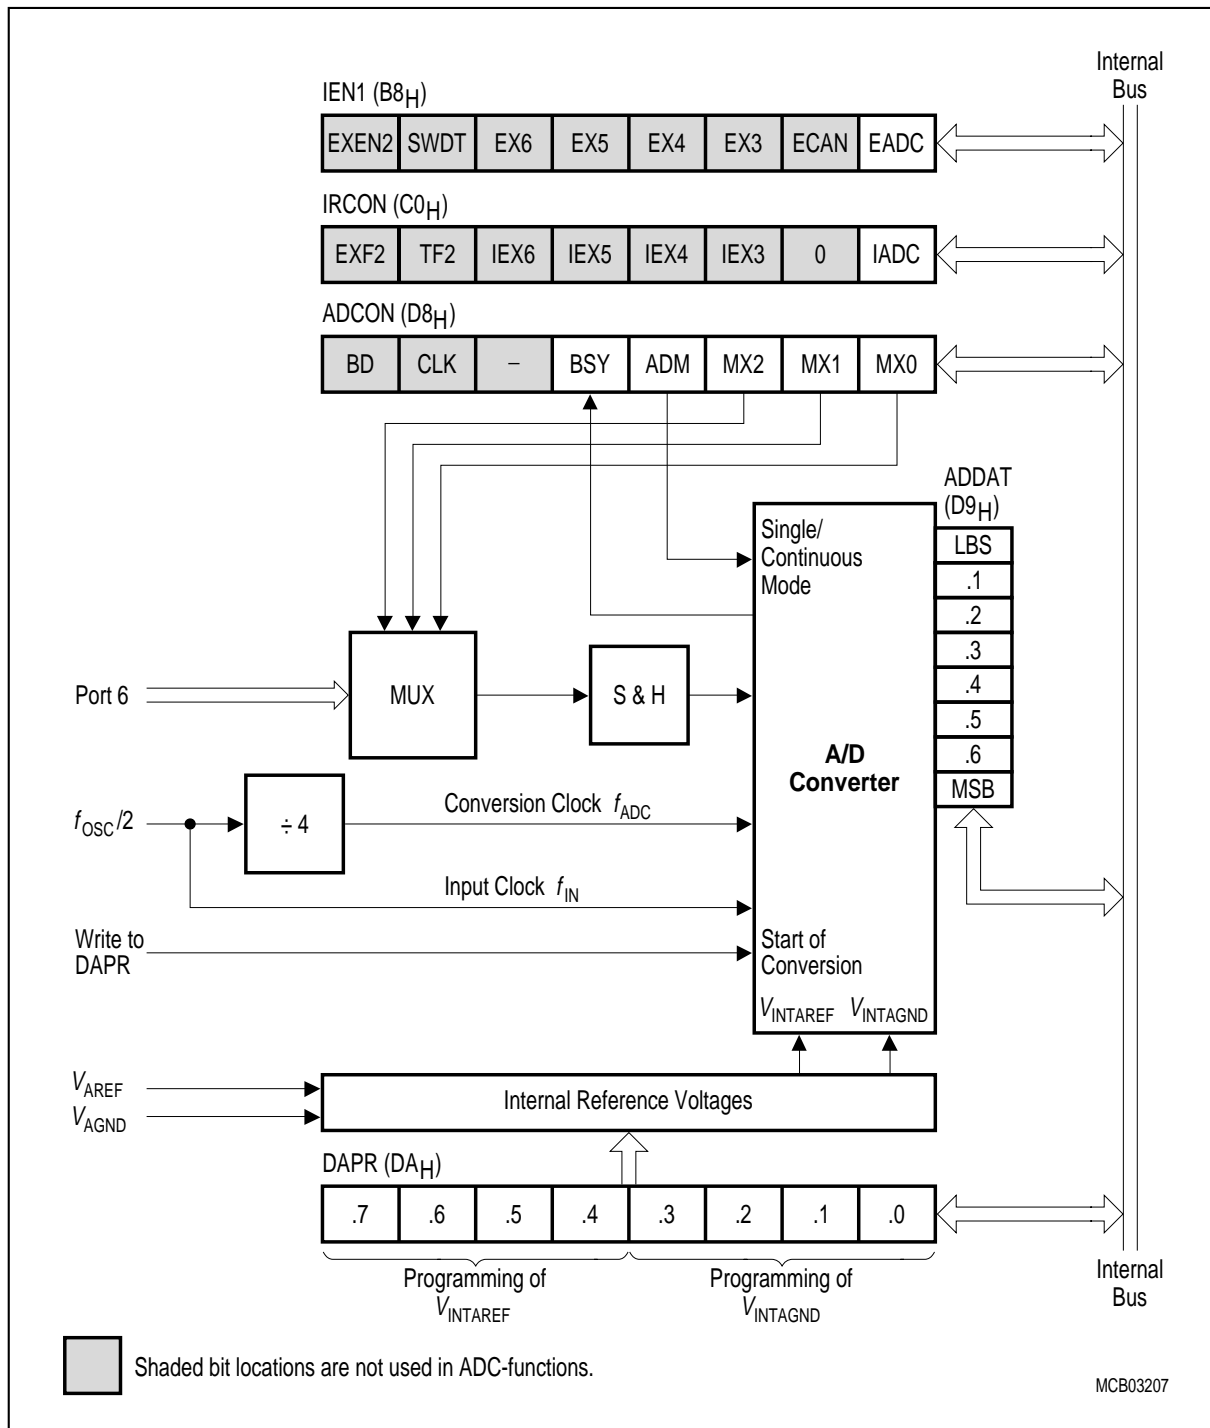 Internal
Bus
IEN1 (B8H)
EXEN2 SWDT EX6 EX5 EX4 EX3 ECAN EADC
IRCON (C0H)
EXF2 TF2 IEX6 IEX5 IEX4 IEX3 0 IADC
ADCON (D8H)
BD CLK – BSY ADM MX2 MX1 MX0
ADDAT
(D9H)
LBS
.1
.2
.3
.4
.5
.6
MSB
Single/
Continuous
Mode
Port 6
MUX
S & H
A/D
Converter
fOSC/2
÷ 4
Conversion Clock fADC
Input Clock fIN
Write to
DAPR
Start of
Conversion
VINTAREF VINTAGND
VAREF
VAGND
Internal Reference Voltages
DAPR (DAH)
.7 .6 .5 .4 .3 .2 .1 .0
Programming of
VINTAREF
Programming of
VINTAGND
Internal
Bus
Shaded bit locations are not used in ADC-functions.
MCB03207